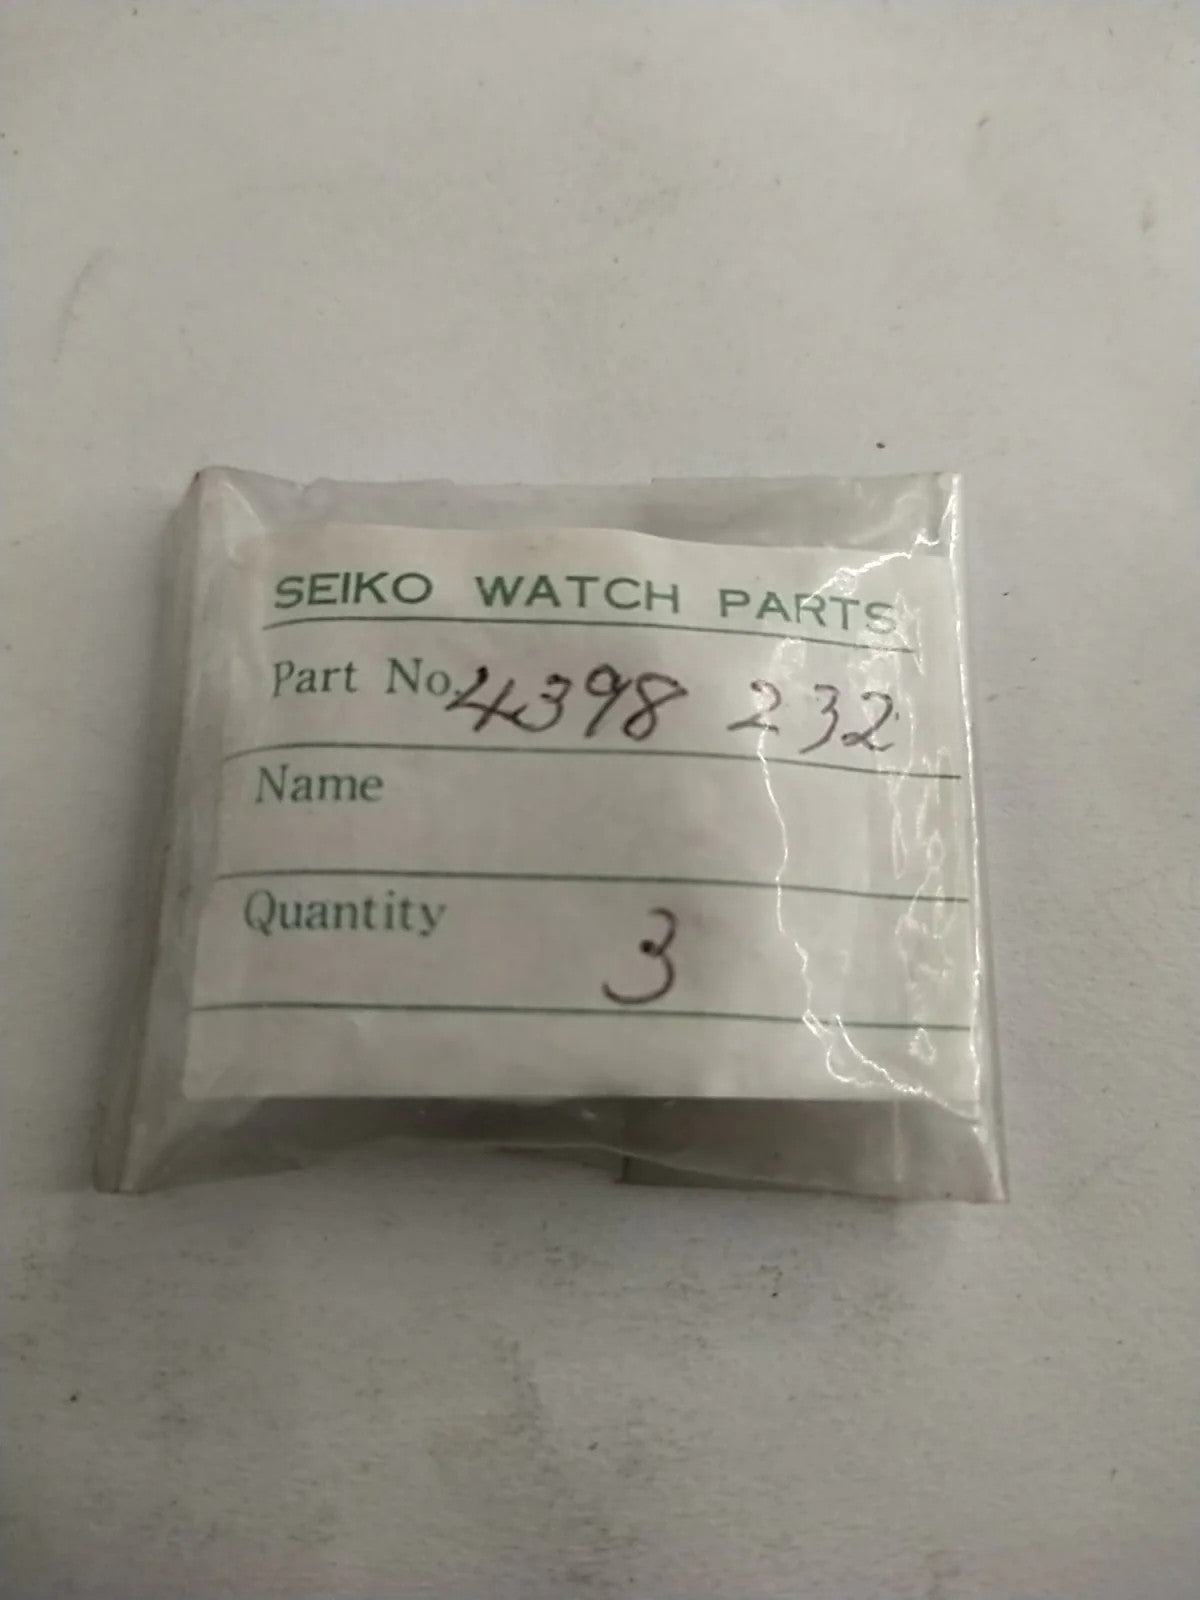 SEIKO WATCH PARTS
Part No. 4398 232
Name
Quantity 3